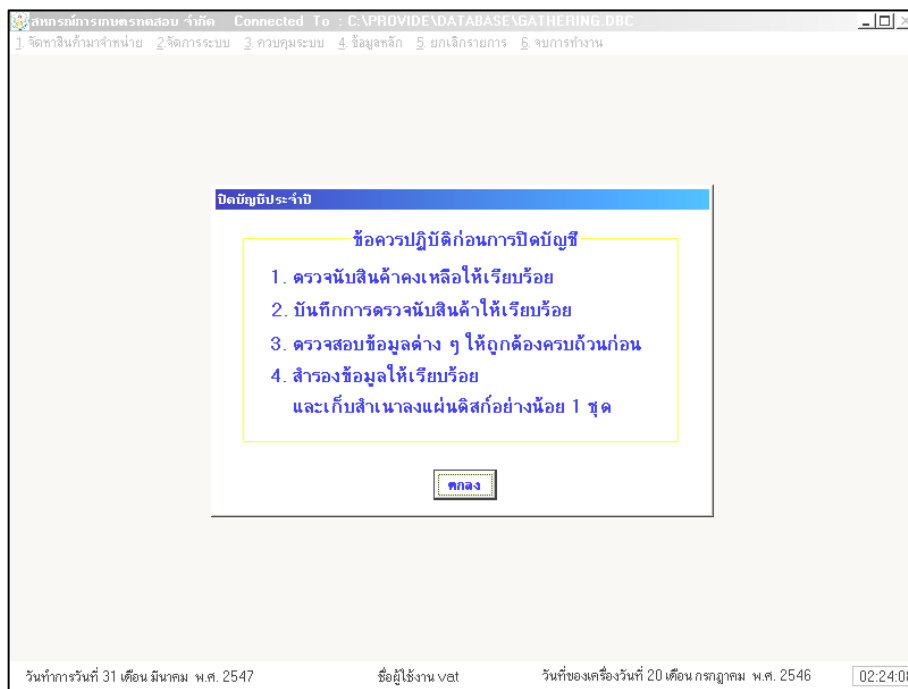 สหกรณ์การเกษตรทดสอบ จำกัด Connected To : C:\PROVIDE\DATABASE\GATHERING.DBC
1. จัดหาสินค้ามาจำหน่าย 2.จัดการระบบ 3. ควบคุมระบบ 4. ข้อมูลหลัก 5. ยกเลิกรายการ 6. จบการทำงาน
ปิดบัญชีประจำปี
ข้อควรปฏิบัติก่อนการปิดบัญชี
1. ตรวจนับสินค้าคงเหลือให้เรียบร้อย
2. บันทึกการตรวจนับสินค้าให้เรียบร้อย
3. ตรวจสอบข้อมูลต่าง ๆ ให้ถูกต้องครบถ้วนก่อน
4. สำรองข้อมูลให้เรียบร้อย
และเก็บสำเนาลงแผ่นดิสก์อย่างน้อย 1 ชุด
ตกลง
วันทำการวันที่ 31 เดือน มีนาคม พ.ศ. 2547 ชื่อผู้ใช้งาน vat วันที่ของเครื่องวันที่ 20 เดือน กรกฎาคม พ.ศ. 2546 02:24:08